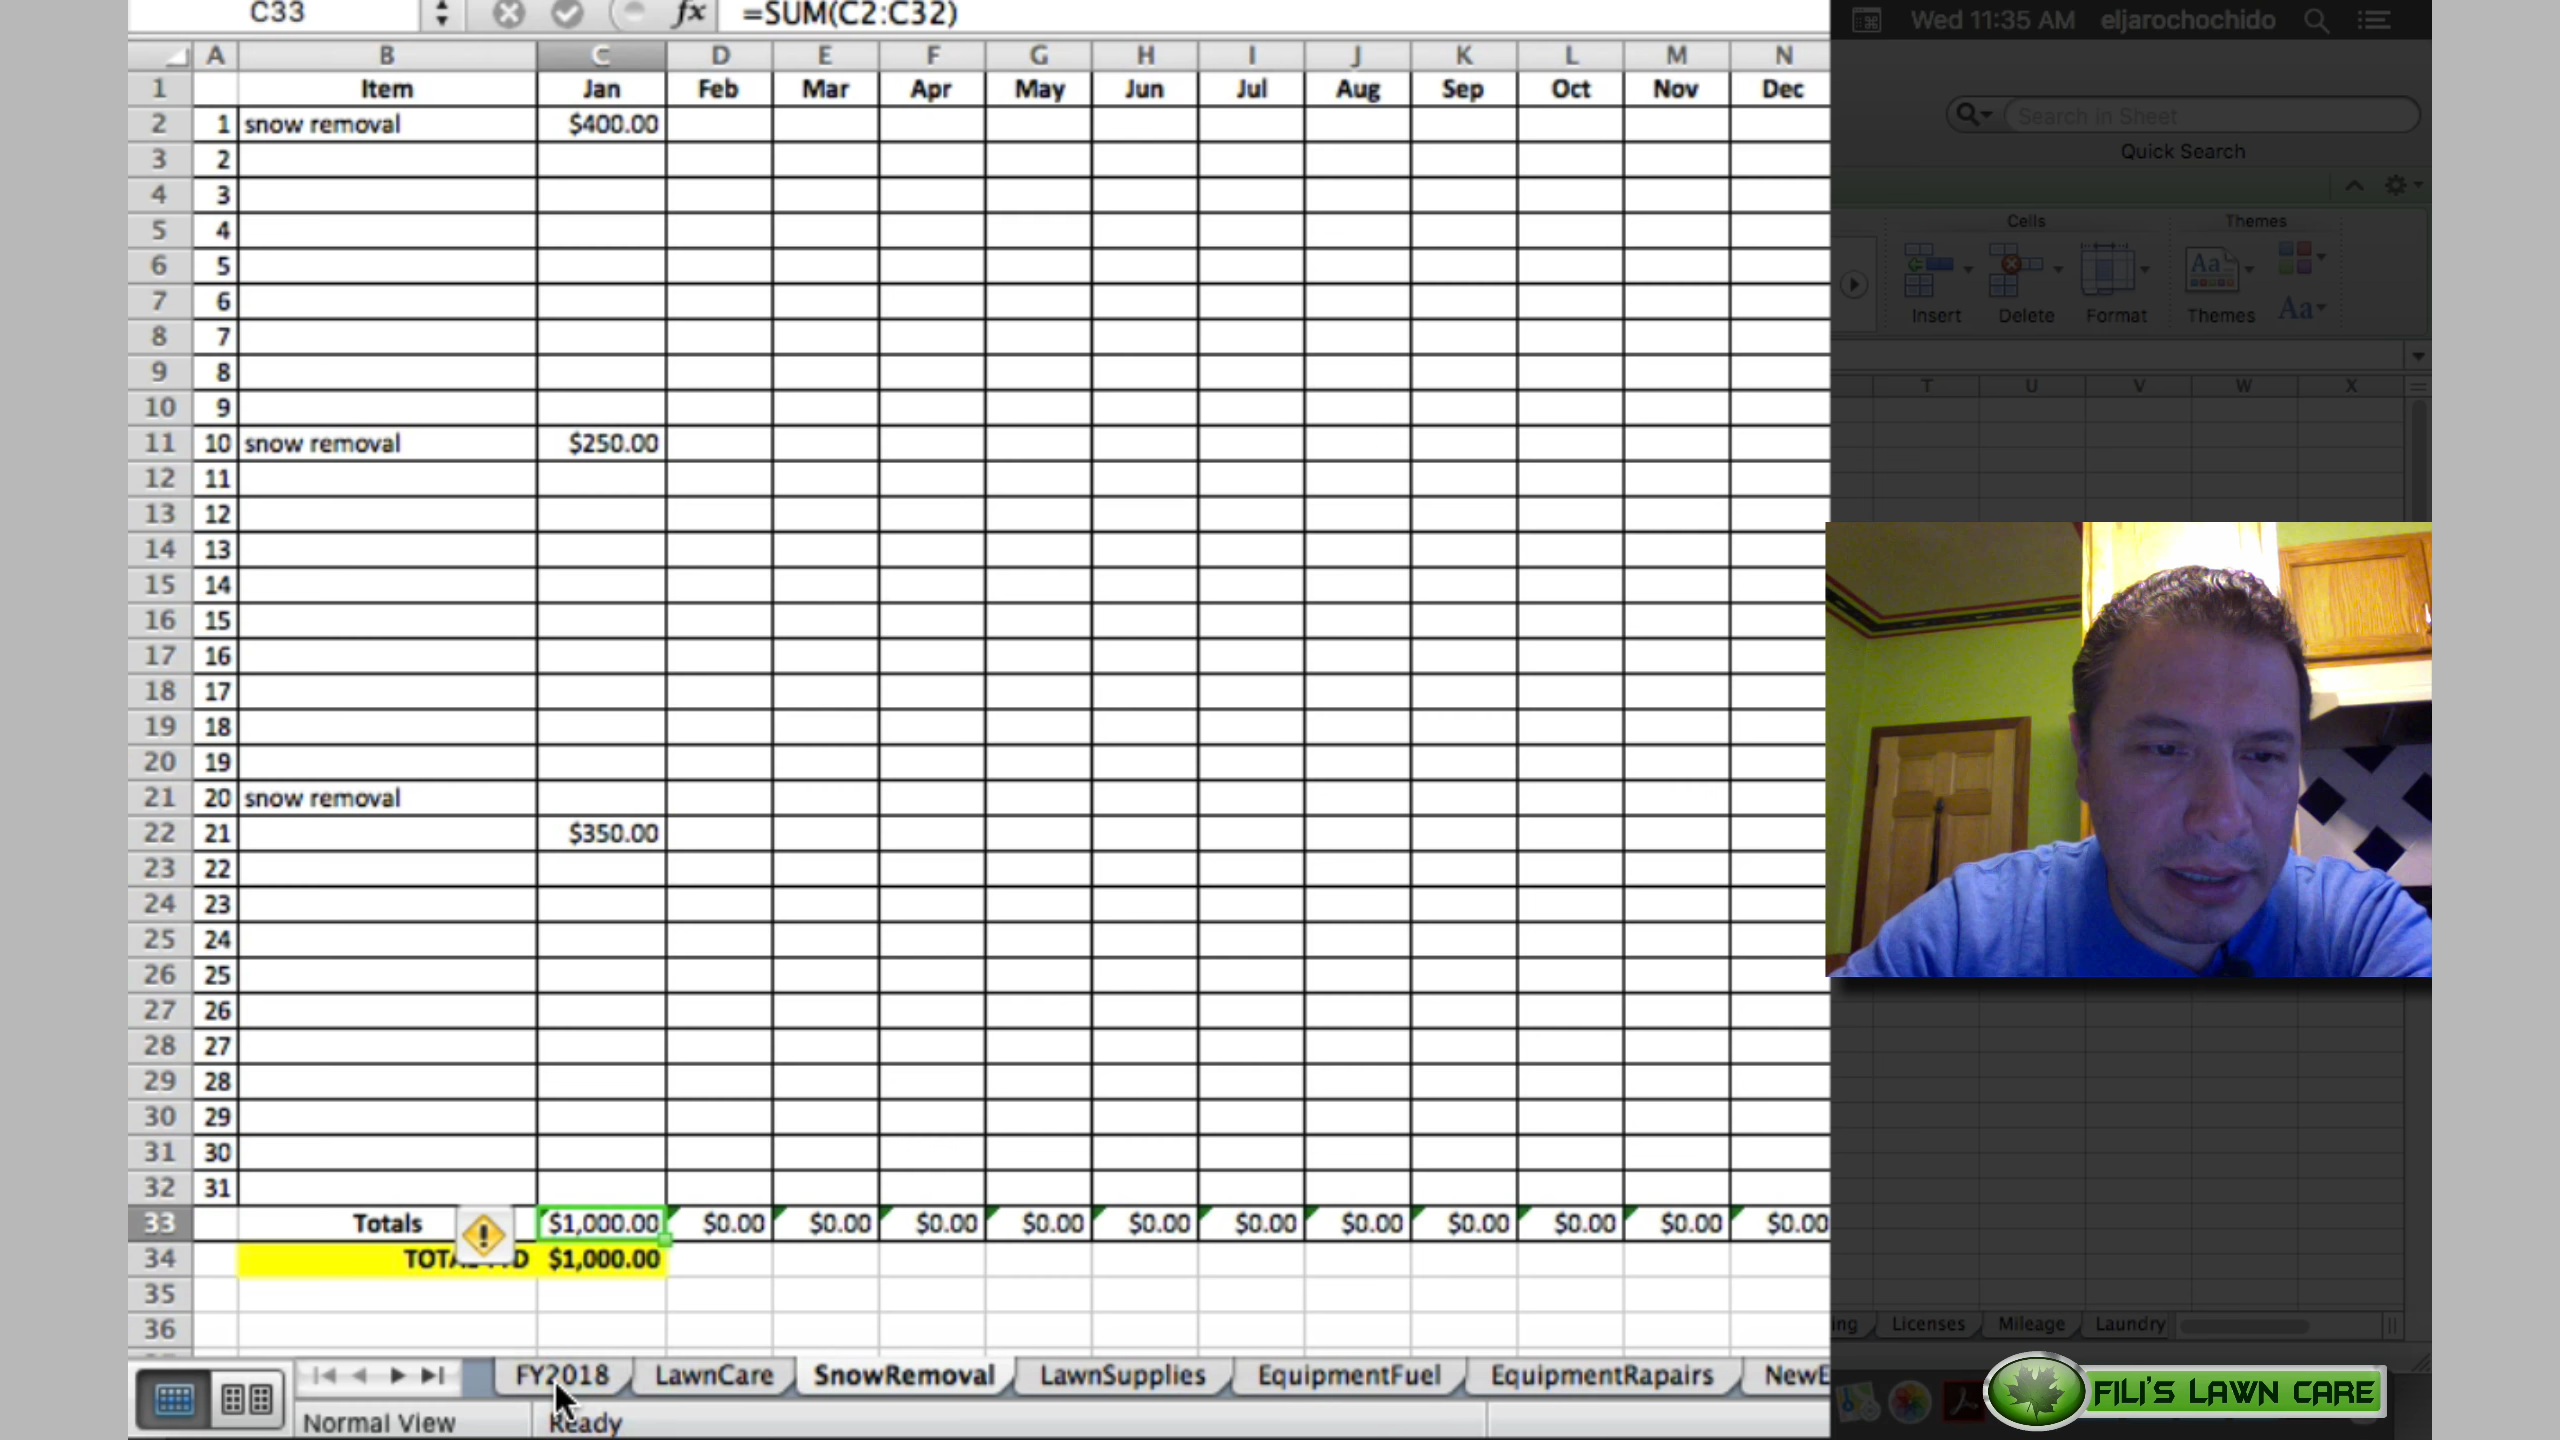 C33 fx =SUM(C2:C32)
Wed 11:35 AM eljarochochido
Search in Sheet
Quick Search
Cells Themes
Insert Delete Format Themes Aa
T U V W X
A B C D E F G H I J K L M N
1 Item Jan Feb Mar Apr May Jun Jul Aug Sep Oct Nov Dec
2 1 snow removal $400.00
3 2
4 3
5 4
6 5
7 6
8 7
9 8
10 9
11 10 snow removal $250.00
12 11
13 12
14 13
15 14
16 15
17 16
18 17
19 18
20 19
21 20 snow removal
22 21 $350.00
23 22
24 23
25 24
26 25
27 26
28 27
29 28
30 29
31 30
32 31
33 Totals $1,000.00 $0.00 $0.00 $0.00 $0.00 $0.00 $0.00 $0.00 $0.00 $0.00 $0.00 $0.00
34 $1,000.00
35
36
FY2018 LawnCare SnowRemoval LawnSupplies EquipmentFuel EquipmentRapairs NewE
Licenses Mileage Laundry
Normal View Ready
FILI'S LAWN CARE